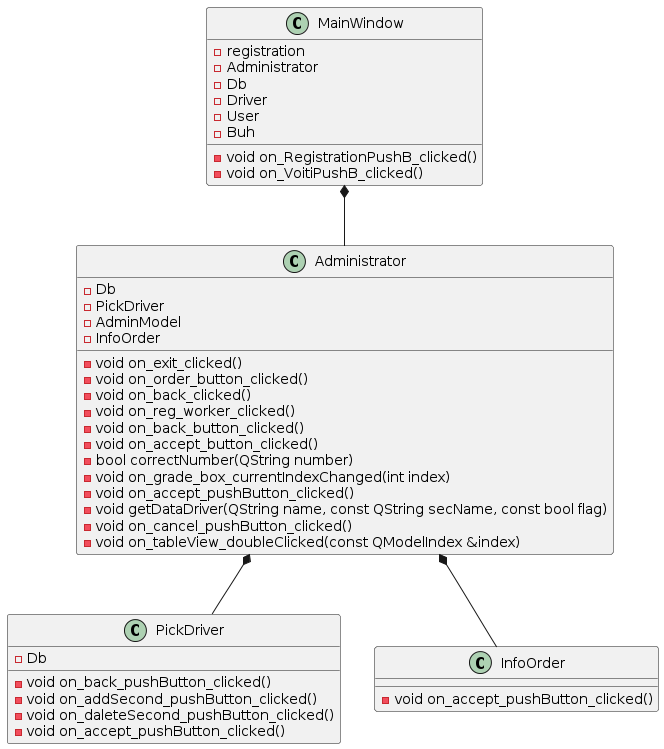 C MainWindow
registration
Administrator
Db
Driver
User
Buh
void on_RegistrationPushB_clicked()
void on_VoitiPushB_clicked()
C Administrator
Db
PickDriver
AdminModel
InfoOrder
void on_exit_clicked()
void on_order_button_clicked()
void on_back_clicked()
void on_reg_worker_clicked()
void on_back_button_clicked()
void on_accept_button_clicked()
bool correctNumber(QString number)
void on_grade_box_currentIndexChanged(int index)
void on_accept_pushButton_clicked()
void getDataDriver(QString name, const QString secName, const bool flag)
void on_cancel_pushButton_clicked()
void on_tableView_doubleClicked(const QModelIndex &index)
C PickDriver
Db
void on_back_pushButton_clicked()
void on_addSecond_pushButton_clicked()
void on_daleteSecond_pushButton_clicked()
void on_accept_pushButton_clicked()
C InfoOrder
void on_accept_pushButton_clicked()